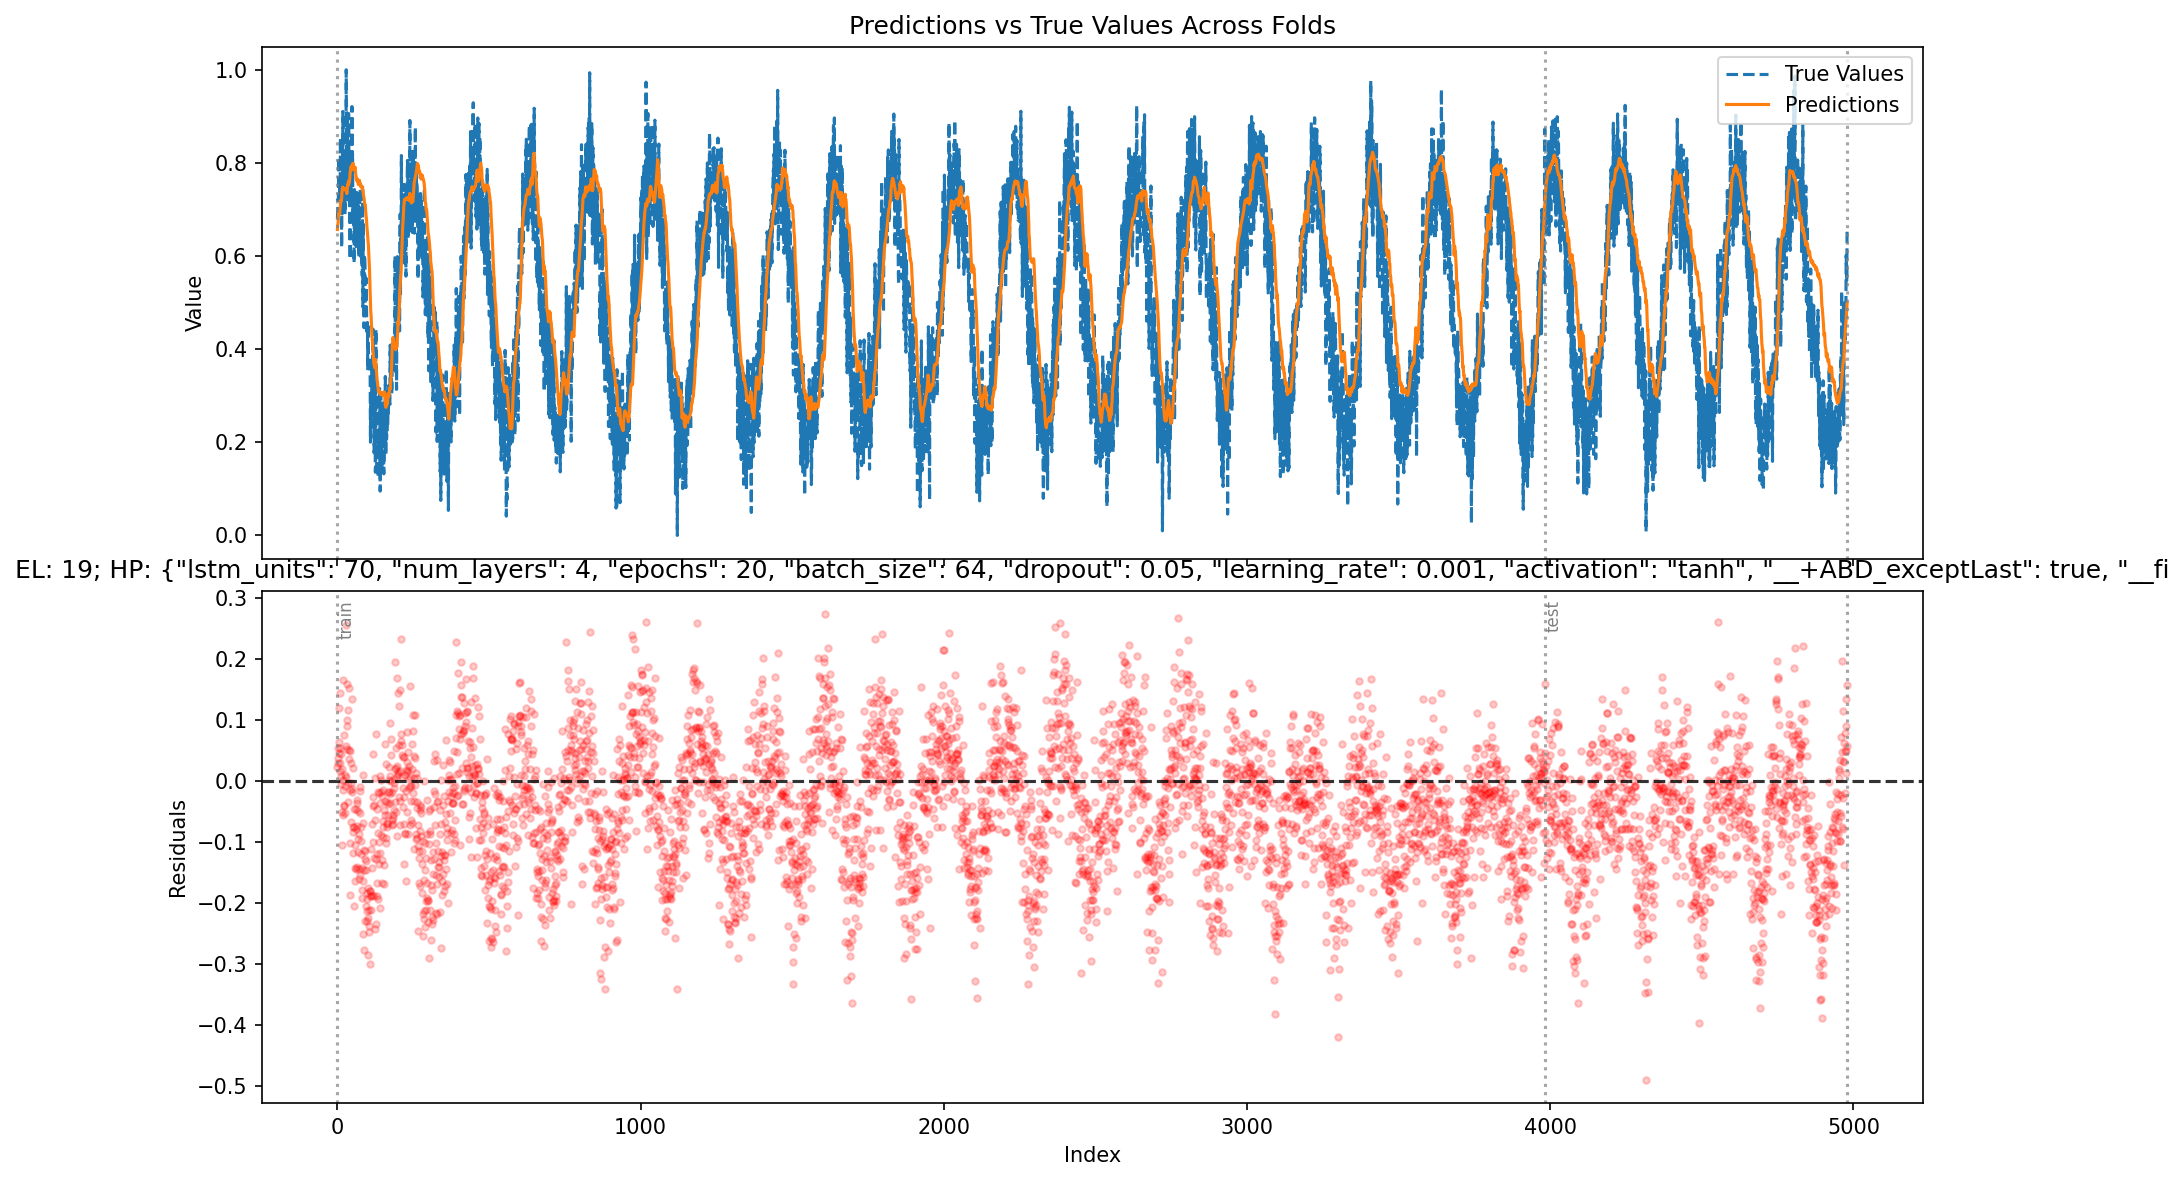 Predictions vs True Values Across Folds
True Values
Predictions
Value
1.0
0.8
0.6
0.4
0.2
0.0
EL: 19; HP: {"lstm_units": 70, "num_layers": 4, "epochs": 20, "batch_size": 64, "dropout": 0.05, "learning_rate": 0.001, "activation": "tanh", "__+ABD_exceptLast": true, "__fi
train
test
Residuals
0.3
0.2
0.1
0.0
−0.1
−0.2
−0.3
−0.4
−0.5
0
1000
2000
3000
4000
5000
Index